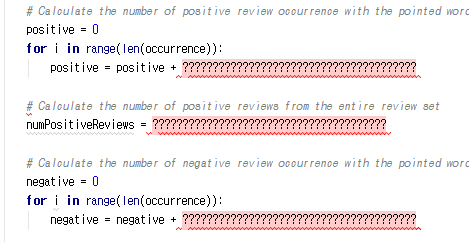 # Calculate the number of positive review occurrence with the pointed word
positive = 0
for i in range(len(occurrence)):
positive = positive + ???????????????????????????????????????
# Calculate the number of positive reviews from the entire review set
numPositiveReviews = ???????????????????????????????????????
# Calculate the number of negative review occurrence with the pointed word
negative = 0
for i in range(len(occurrence)):
negative = negative + ???????????????????????????????????????